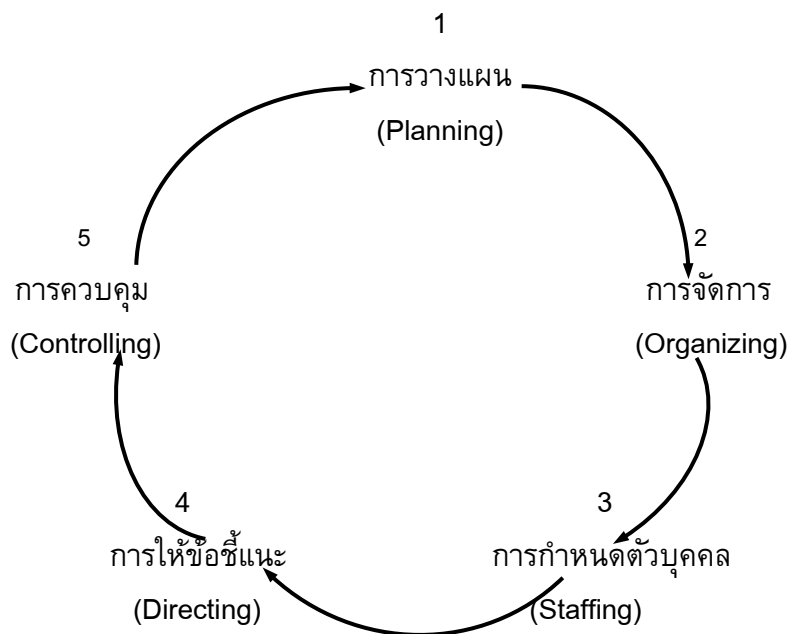 1
การวางแผน
(Planning)
2
การจัดการ
(Organizing)
3
การกำหนดตัวบุคคล
(Staffing)
4
การให้ข้อชี้แนะ
(Directing)
5
การควบคุม
(Controlling)